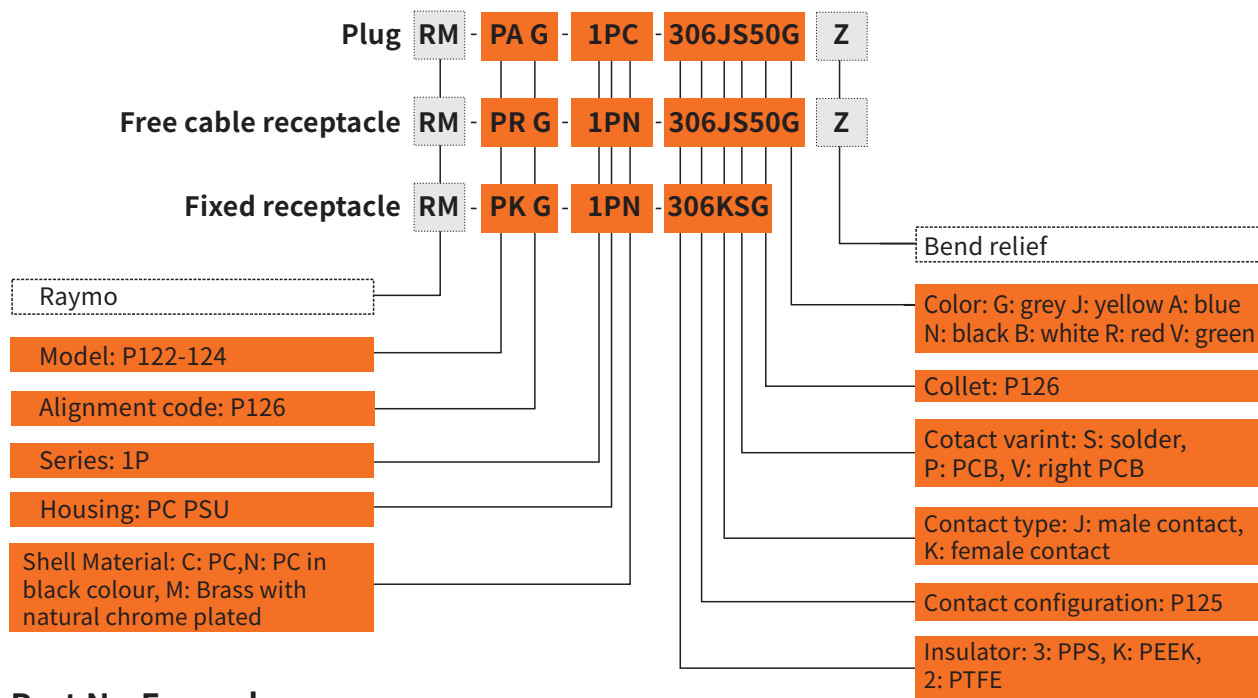 Plug RM - PA G - 1PC - 306JS50G Z
Free cable receptacle RM - PR G - 1PN - 306JS50G Z
Fixed receptacle RM - PK G - 1PN - 306KSG
Raymo
Model: P122-124
Alignment code: P126
Series: 1P
Housing: PC PSU
Shell Material: C: PC,N: PC in
black colour, M: Brass with
natural chrome plated
Bend relief
Color: G: grey J: yellow A: blue
N: black B: white R: red V: green
Collet: P126
Cotact varint: S: solder,
P: PCB, V: right PCB
Contact type: J: male contact,
K: female contact
Contact configuration: P125
Insulator: 3: PPS, K: PEEK,
2: PTFE